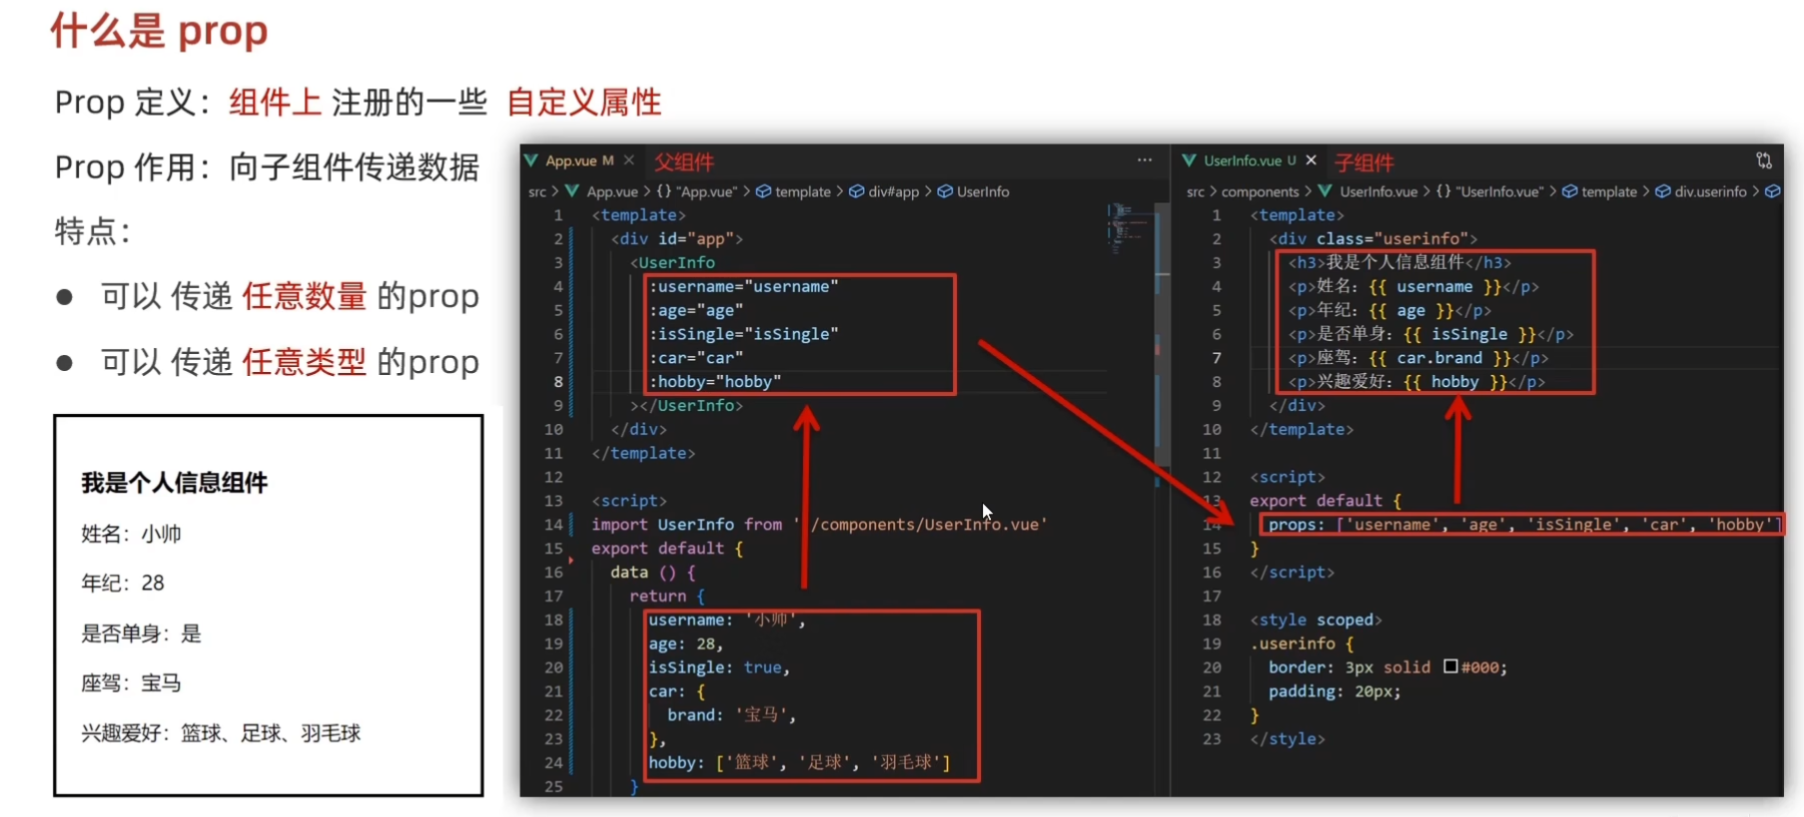 什么是 prop
Prop 定义：组件上 注册的一些 自定义属性
Prop 作用：向子组件传递数据
特点：
● 可以 传递 任意数量 的prop
● 可以 传递 任意类型 的prop
我是个人信息组件
姓名：小帅
年纪：28
是否单身：是
座驾：宝马
兴趣爱好：篮球、足球、羽毛球
App.vue M × 父组件 ···
src > App.vue > {} "App.vue" > template > div#app > UserInfo
1 <template>
2 <div id="app">
3 <UserInfo
4 :username="username"
5 :age="age"
6 :isSingle="isSingle"
7 :car="car"
8 :hobby="hobby"
9 ></UserInfo>
10 </div>
11 </template>
12
13 <script>
14 import UserInfo from './components/UserInfo.vue'
15 export default {
16 data () {
17 return {
18 username: '小帅',
19 age: 28,
20 isSingle: true,
21 car: {
22 brand: '宝马',
23 },
24 hobby: ['篮球', '足球', '羽毛球']
25 }
UserInfo.vue U × 子组件
src > components > UserInfo.vue > {} "UserInfo.vue" > template > div.userinfo >
1 <template>
2 <div class="userinfo">
3 <h3>我是个人信息组件</h3>
4 <p>姓名：{{ username }}</p>
5 <p>年纪：{{ age }}</p>
6 <p>是否单身：{{ isSingle }}</p>
7 <p>座驾：{{ car.brand }}</p>
8 <p>兴趣爱好：{{ hobby }}</p>
9 </div>
10 </template>
11
12 <script>
13 export default {
14 props: ['username', 'age', 'isSingle', 'car', 'hobby']
15 }
16 </script>
17
18 <style scoped>
19 .userinfo {
20 border: 3px solid #000;
21 padding: 20px;
22 }
23 </style>